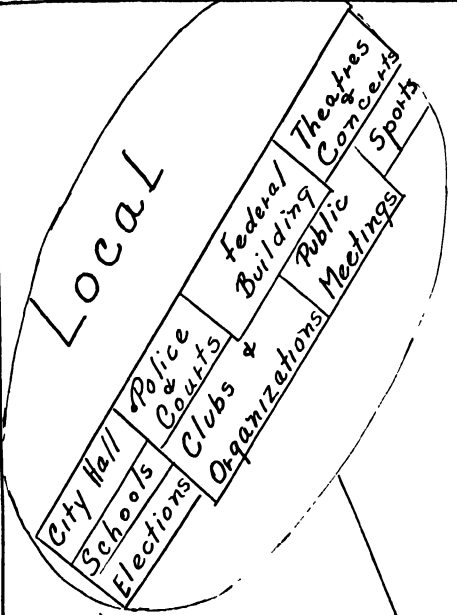 Local
City Hall
Schools
Elections
Police
&
Courts
Clubs &
Organizations
Federal
Building
Public
Meetings
Theatres
&
Concerts
Sports